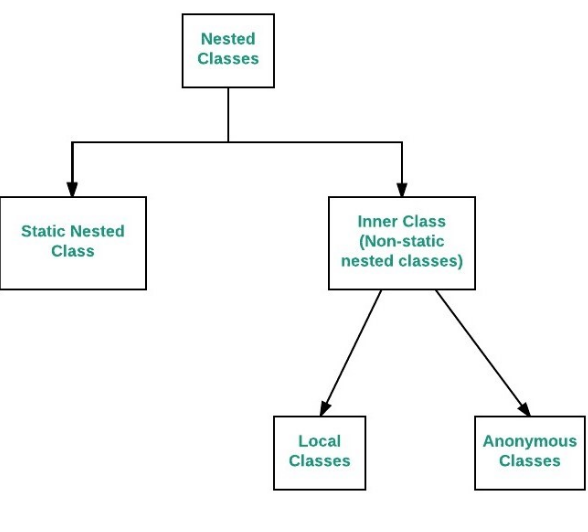 Nested
Classes
Static Nested
Class
Inner Class
(Non-static
nested classes)
Local
Classes
Anonymous
Classes